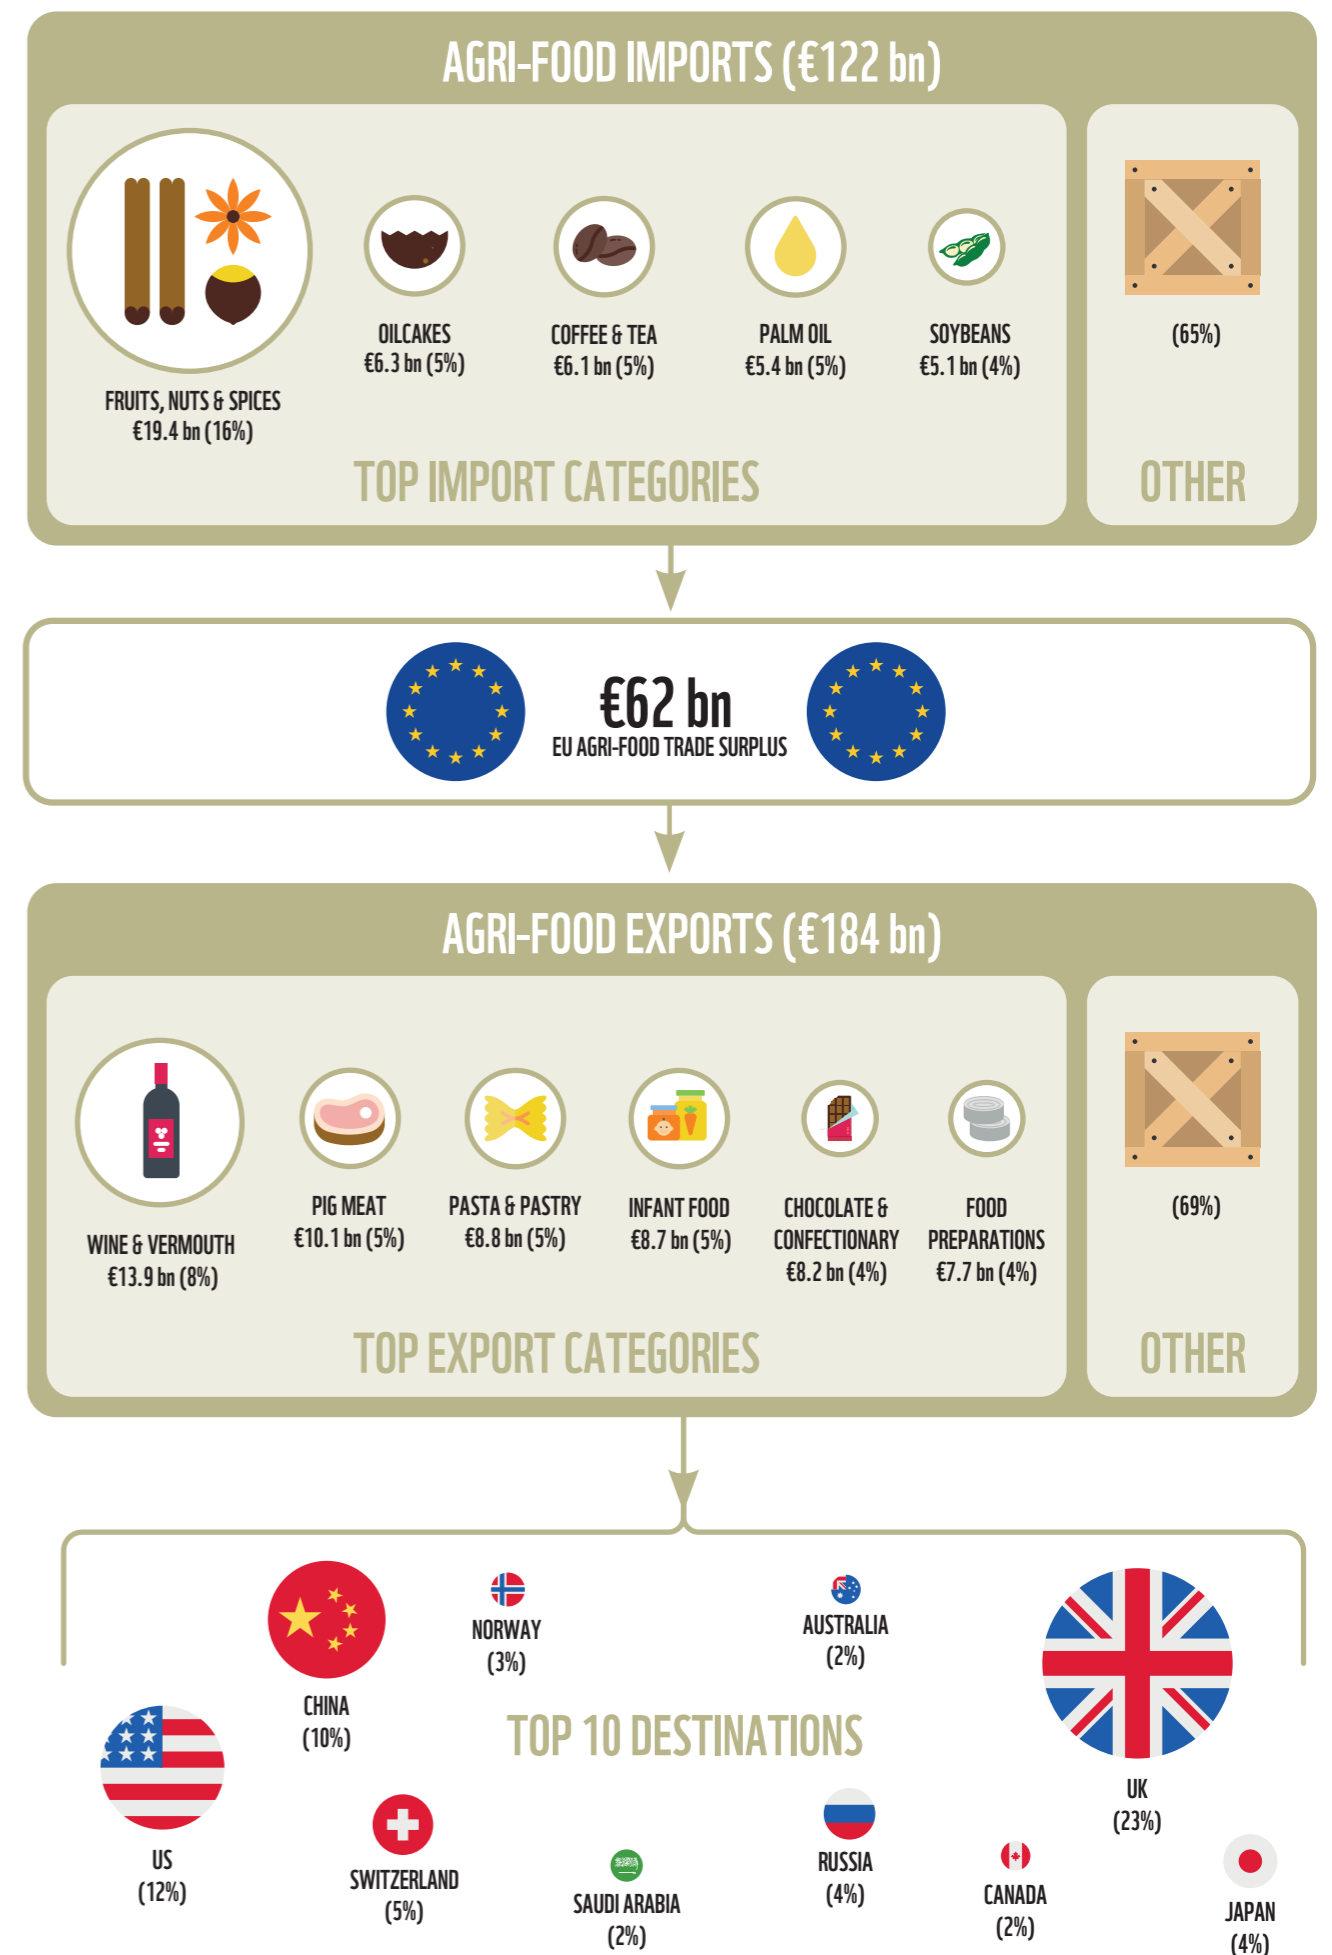 AGRI-FOOD IMPORTS (€122 bn)
FRUITS, NUTS & SPICES
€19.4 bn (16%)
OILCAKES
€6.3 bn (5%)
COFFEE & TEA
€6.1 bn (5%)
PALM OIL
€5.4 bn (5%)
SOYBEANS
€5.1 bn (4%)
(65%)
TOP IMPORT CATEGORIES
OTHER
€62 bn
EU AGRI-FOOD TRADE SURPLUS
AGRI-FOOD EXPORTS (€184 bn)
WINE & VERMOUTH
€13.9 bn (8%)
PIG MEAT
€10.1 bn (5%)
PASTA & PASTRY
€8.8 bn (5%)
INFANT FOOD
€8.7 bn (5%)
CHOCOLATE &
CONFECTIONARY
€8.2 bn (4%)
FOOD
PREPARATIONS
€7.7 bn (4%)
(69%)
TOP EXPORT CATEGORIES
OTHER
NORWAY
(3%)
AUSTRALIA
(2%)
CHINA
(10%)
TOP 10 DESTINATIONS
UK
(23%)
US
(12%)
SWITZERLAND
(5%)
SAUDI ARABIA
(2%)
RUSSIA
(4%)
CANADA
(2%)
JAPAN
(4%)